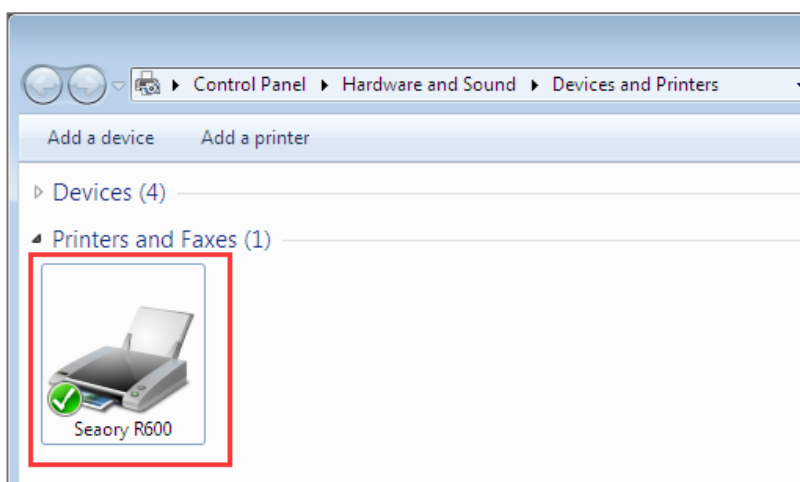 Control Panel Hardware and Sound Devices and Printers
Add a device Add a printer
Devices (4)
Printers and Faxes (1)
Seaory R600